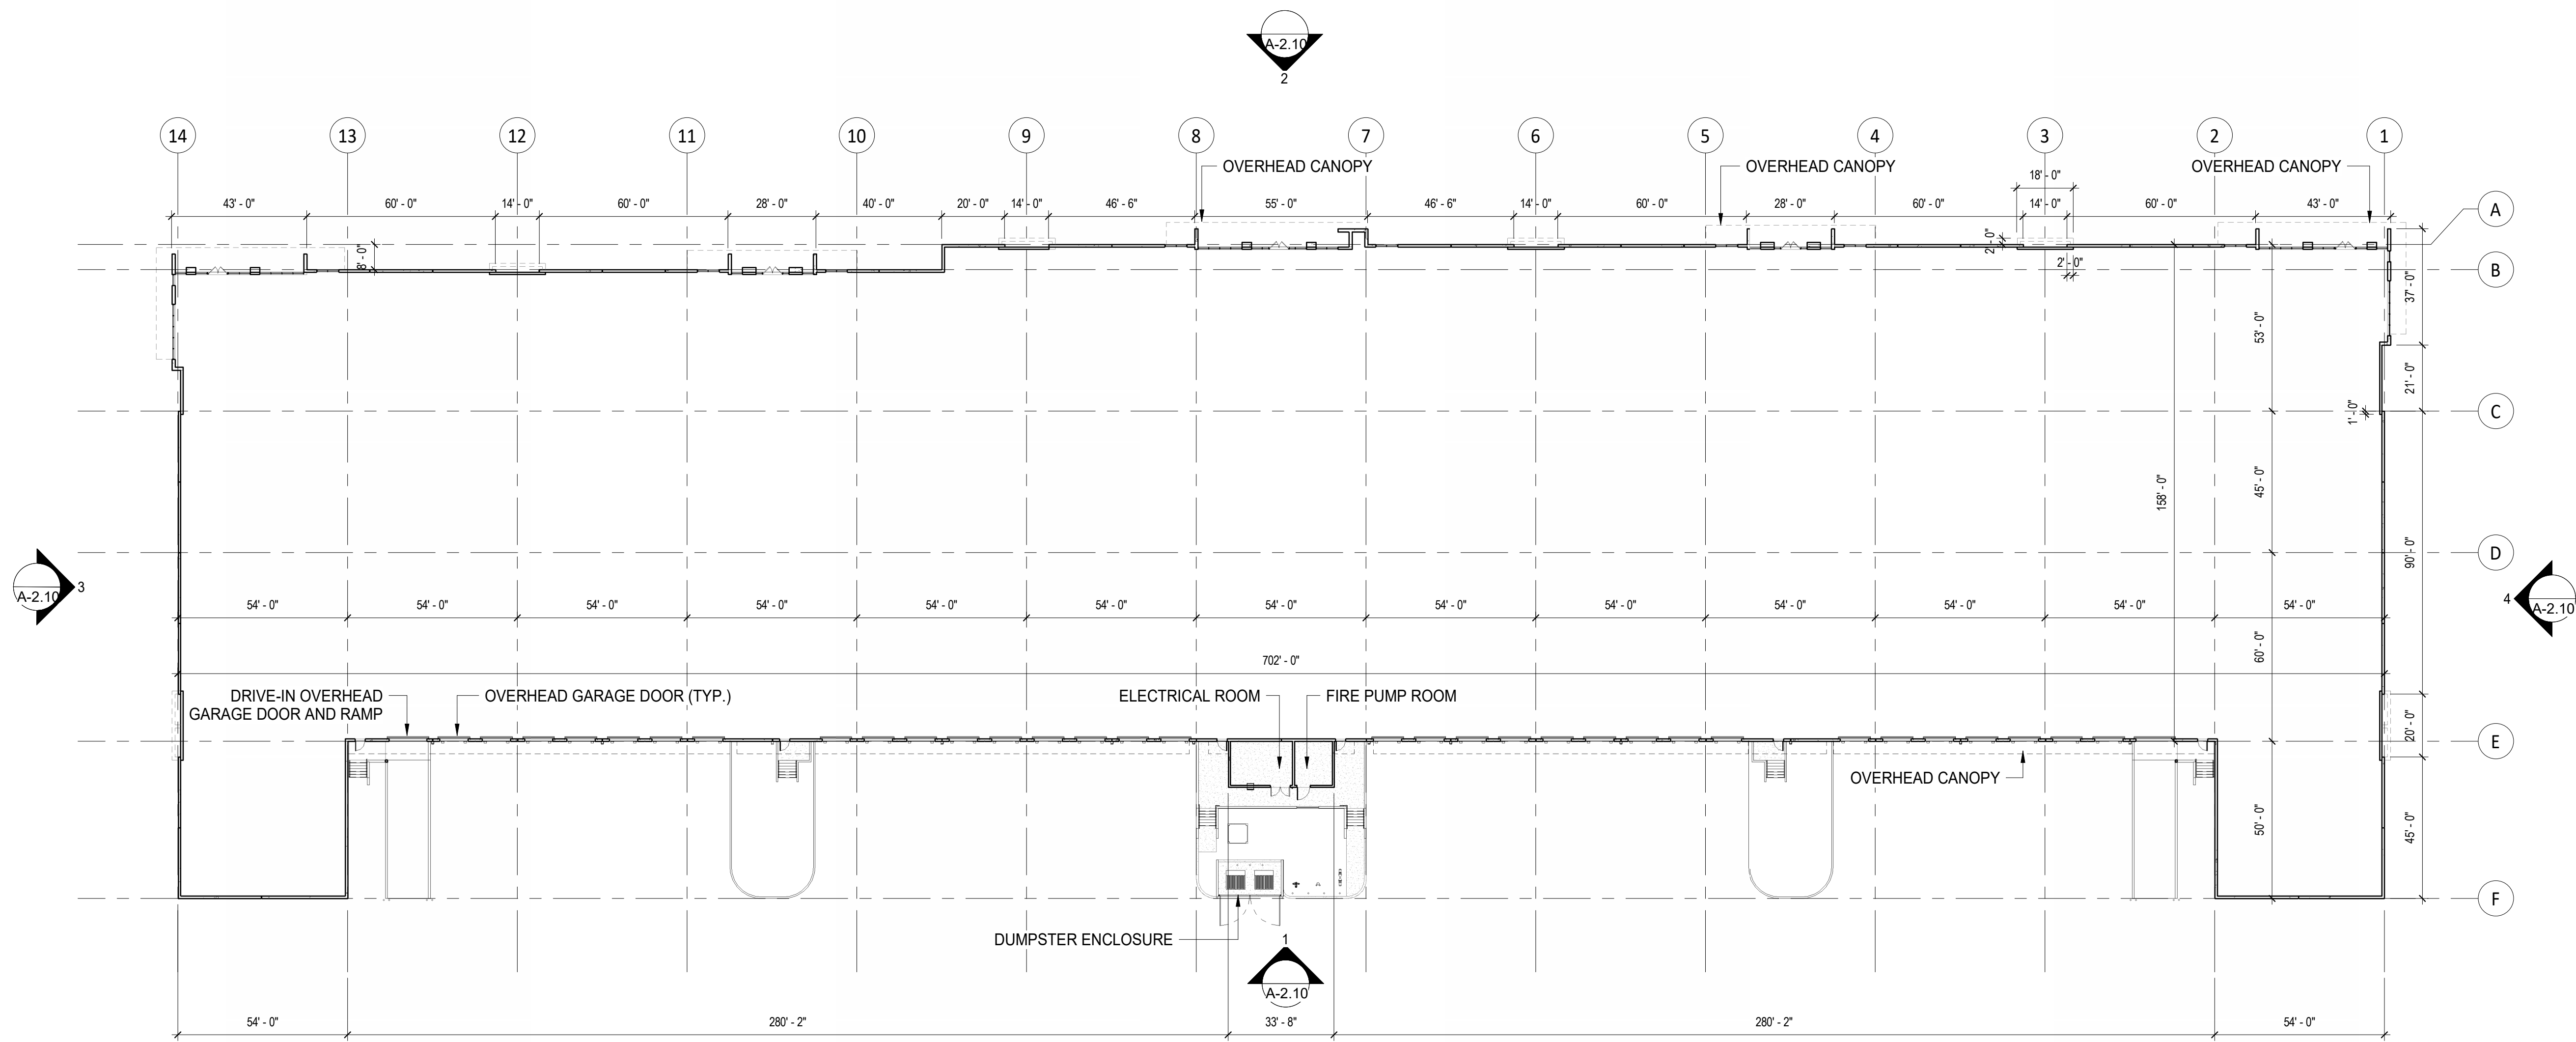 A-2.10
2
14 13 12 11 10 9 8 7 6 5 4 3 2 1
OVERHEAD CANOPY OVERHEAD CANOPY OVERHEAD CANOPY
18' - 0"
43' - 0" 60' - 0" 14' - 0" 60' - 0" 28' - 0" 40' - 0" 20' - 0" 14' - 0" 46' - 6" 55' - 0" 46' - 6" 14' - 0" 60' - 0" 28' - 0" 60' - 0" 14' - 0" 60' - 0" 43' - 0"
A
8' - 0"
2' - 0"
2' - 0"
B
37' - 0"
53' - 0"
21' - 0"
1' - 0"
C
45' - 0"
158' - 0"
90' - 0"
D
A-2.10
3
4
A-2.10
54' - 0" 54' - 0" 54' - 0" 54' - 0" 54' - 0" 54' - 0" 54' - 0" 54' - 0" 54' - 0" 54' - 0" 54' - 0" 54' - 0" 54' - 0"
60' - 0"
702' - 0"
DRIVE-IN OVERHEAD
GARAGE DOOR AND RAMP
OVERHEAD GARAGE DOOR (TYP.)
ELECTRICAL ROOM
FIRE PUMP ROOM
20' - 0"
E
OVERHEAD CANOPY
50' - 0"
45' - 0"
F
DUMPSTER ENCLOSURE
1
A-2.10
54' - 0" 280' - 2" 33' - 8" 280' - 2" 54' - 0"